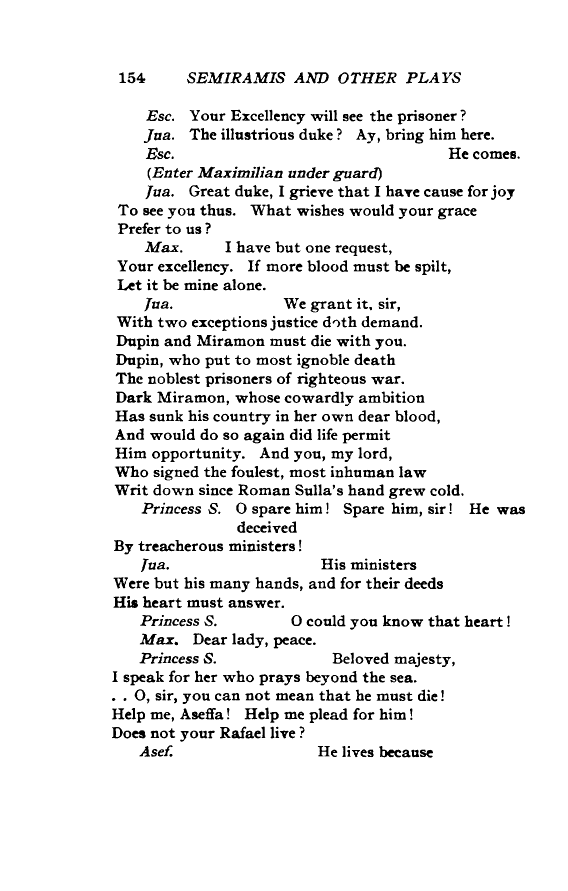 154 SEMIRAMIS AND OTHER PLAYS
Esc. Your Excellency will see the prisoner?
Jua. The illustrious duke? Ay, bring him here.
Esc. He comes.
(Enter Maximilian under guard)
Jua. Great duke, I grieve that I have cause for joy
To see you thus. What wishes would your grace
Prefer to us?
Max. I have but one request,
Your excellency. If more blood must be spilt,
Let it be mine alone.
Jua. We grant it, sir,
With two exceptions justice doth demand.
Dupin and Miramon must die with you.
Dupin, who put to most ignoble death
The noblest prisoners of righteous war.
Dark Miramon, whose cowardly ambition
Has sunk his country in her own dear blood,
And would do so again did life permit
Him opportunity. And you, my lord,
Who signed the foulest, most inhuman law
Writ down since Roman Sulla's hand grew cold.
Princess S. O spare him! Spare him, sir! He was
deceived
By treacherous ministers!
Jua. His ministers
Were but his many hands, and for their deeds
His heart must answer.
Princess S. O could you know that heart!
Max. Dear lady, peace.
Princess S. Beloved majesty,
I speak for her who prays beyond the sea.
. . O, sir, you can not mean that he must die!
Help me, Aseffa! Help me plead for him!
Does not your Rafael live?
Asef. He lives because